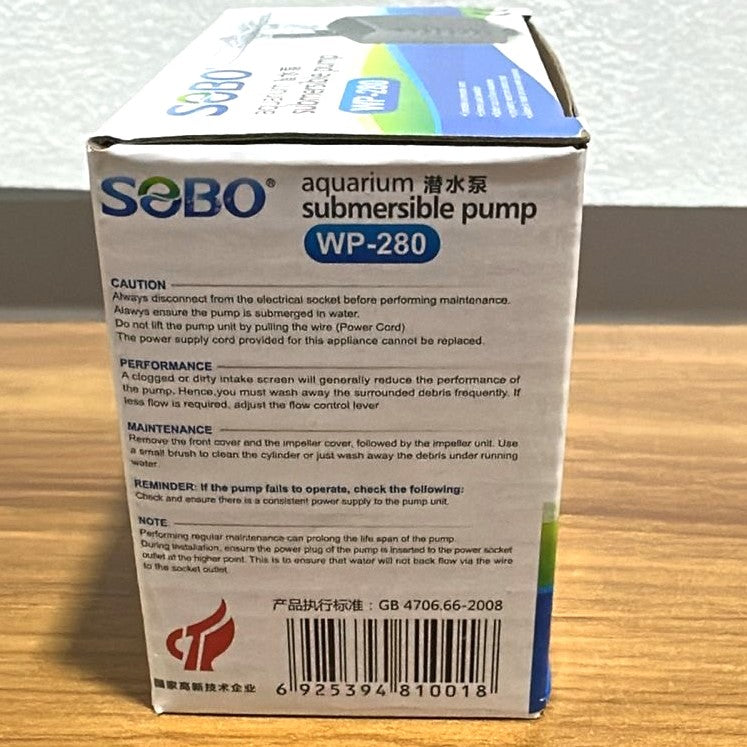 SOBO
aquarium 潜水泵
submersible pump
WP-280
SOBO®
aquarium 潜水泵
submersible pump
WP-280
CAUTION
Always disconnect from the electrical socket before performing maintenance.
Alawys ensure the pump is submerged in water.
Do not lift the pump unit by pulling the wire (Power Cord)
The power supply cord provided for this appliance cannot be replaced.
PERFORMANCE
A clogged or dirty intake screen will generally reduce the performance of
the pump. Hence,you must wash away the surrounded debris frequently. If
less flow is required, adjust the flow control lever
MAINTENANCE
Remove the front cover and the impeller cover, followed by the impeller unit. Use
a small brush to clean the cylinder or just wash away the debris under running
water.
REMINDER: If the pump fails to operate, check the following:
Check and ensure there is a consistent power supply to the pump unit.
NOTE
Performing regular maintenance can prolong the life span of the pump.
During installation, ensure the power plug of the pump is inserted to the power socket
outlet at the higher point. This is to ensure that water will not back flow via the wire
to the socket outlet.
产品执行标准：GB 4706.66-2008
国家高新技术企业
6 925394 810018